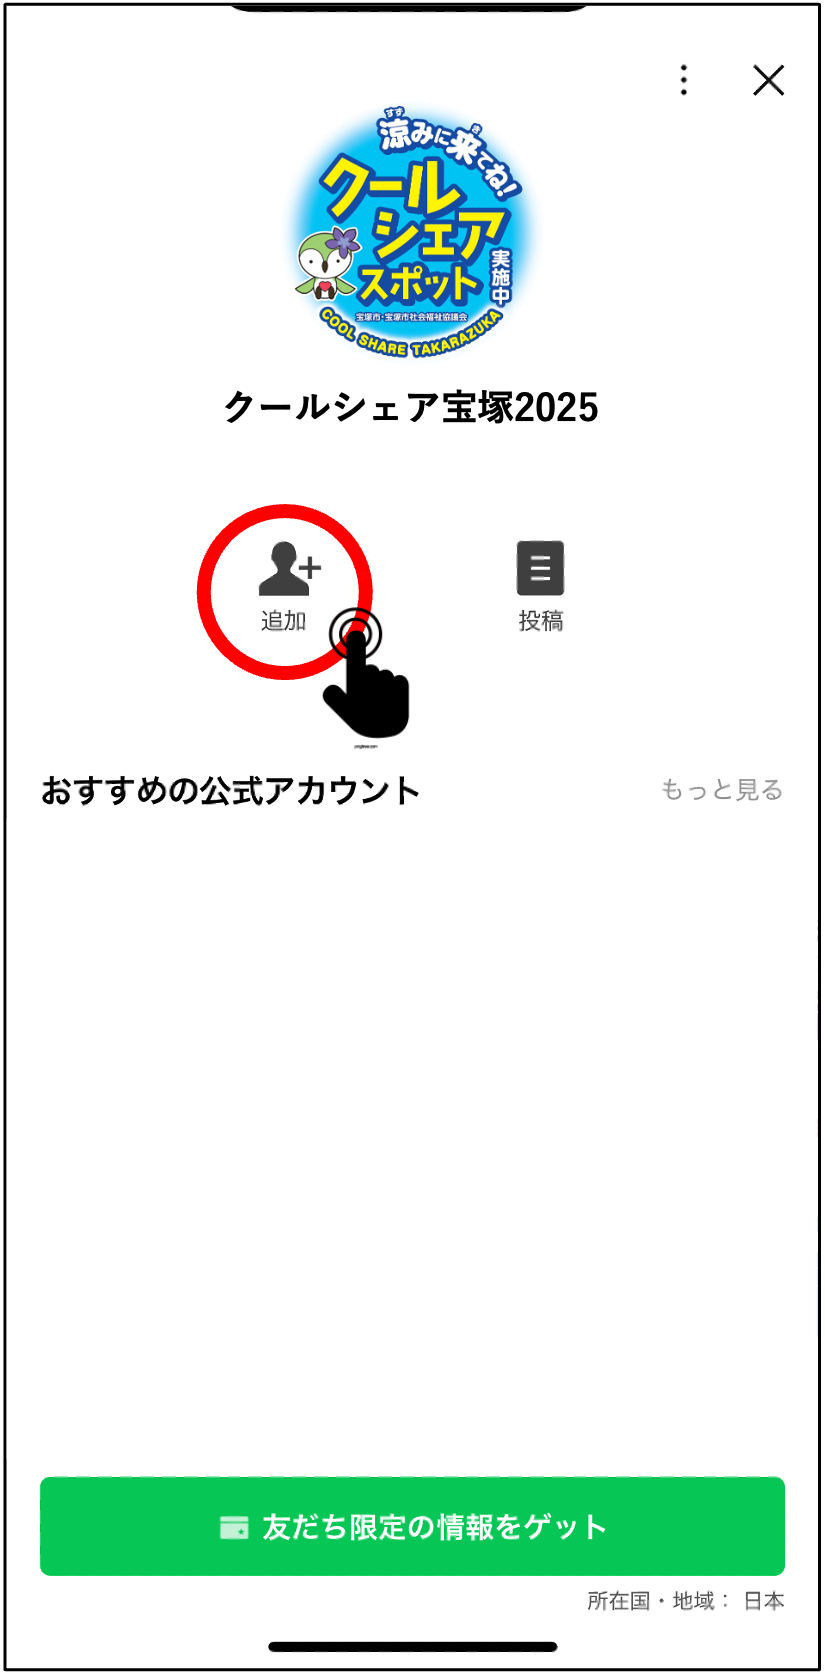 涼みに来てね!
すず
き
クール
シェア
スポット
実施中
宝塚市・宝塚市社会福祉協議会
COOL SHARE TAKARAZUKA
クールシェア宝塚2025
追加
投稿
おすすめの公式アカウント
もっと見る
友だち限定の情報をゲット
所在国・地域： 日本